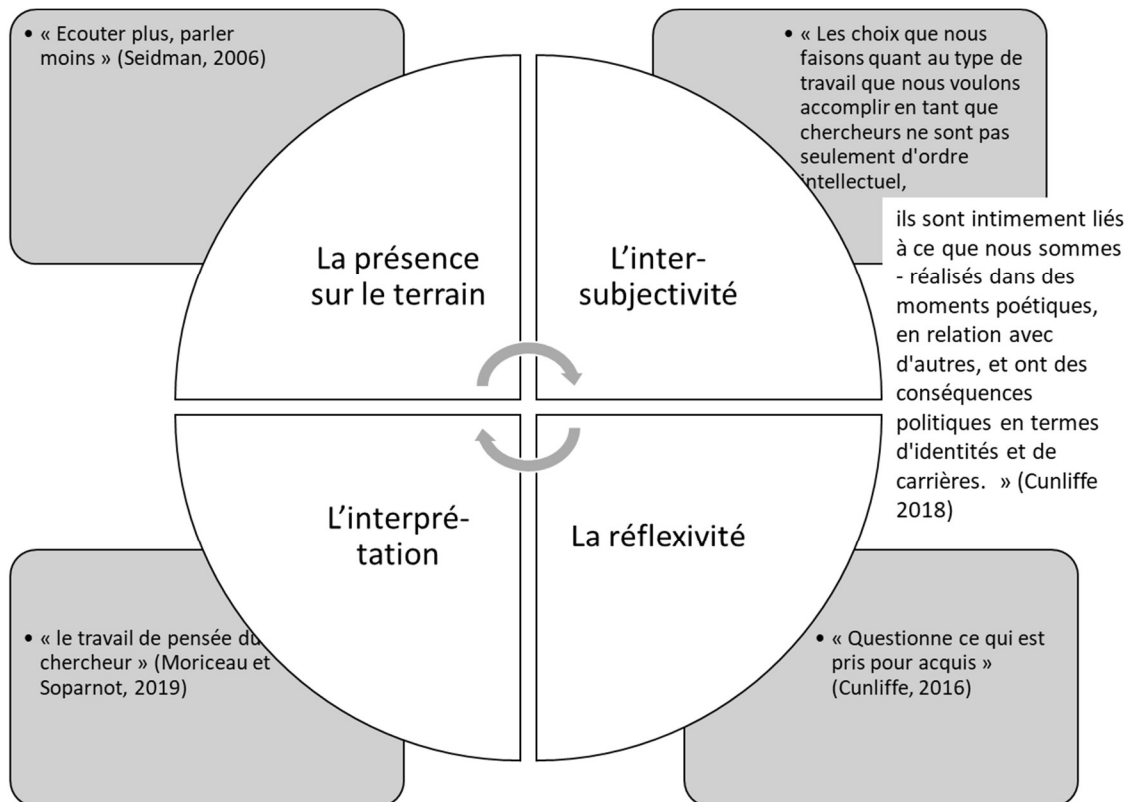 • « Ecouter plus, parler
moins » (Seidman, 2006)
• « Les choix que nous
faisons quant au type de
travail que nous voulons
accomplir en tant que
chercheurs ne sont pas
seulement d'ordre
intellectuel,
ils sont intimement liés
à ce que nous sommes
- réalisés dans des
moments poétiques,
en relation avec
d'autres, et ont des
conséquences
politiques en termes
d'identités et de
carrières. » (Cunliffe
2018)
La présence
sur le terrain
L'inter-
subjectivité
L'interpré-
tation
La réflexivité
• « le travail de pensée du
chercheur » (Moriceau et
Soparnot, 2019)
• « Questionne ce qui est
pris pour acquis »
(Cunliffe, 2016)